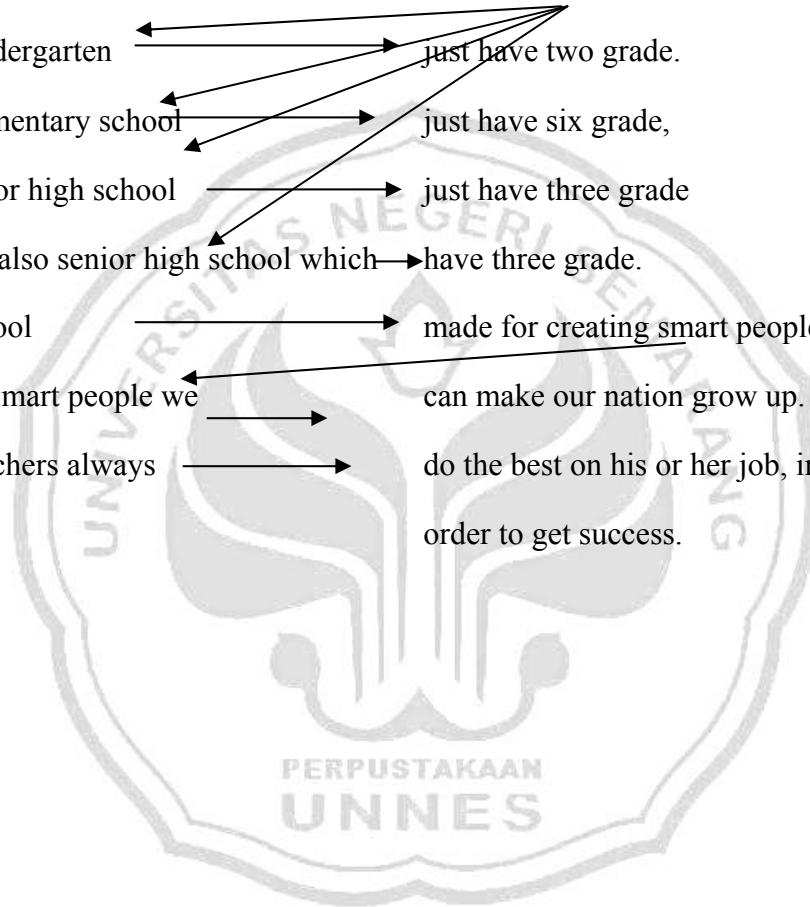 dergarten just have two grade.
mentary school just have six grade,
or high school just have three grade
also senior high school which have three grade.
ool made for creating smart people
mart people we can make our nation grow up.
chers always do the best on his or her job, in
order to get success.
UNIVERSITAS NEGERI SEMARANG
PERPUSTAKAAN
UNNES